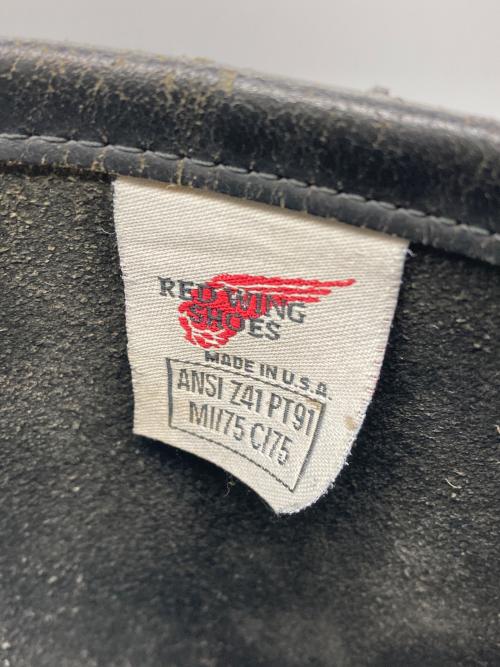 RED WING
SHOES
MADE IN U.S.A.
ANSI Z41 PT91
MI/75 C/75